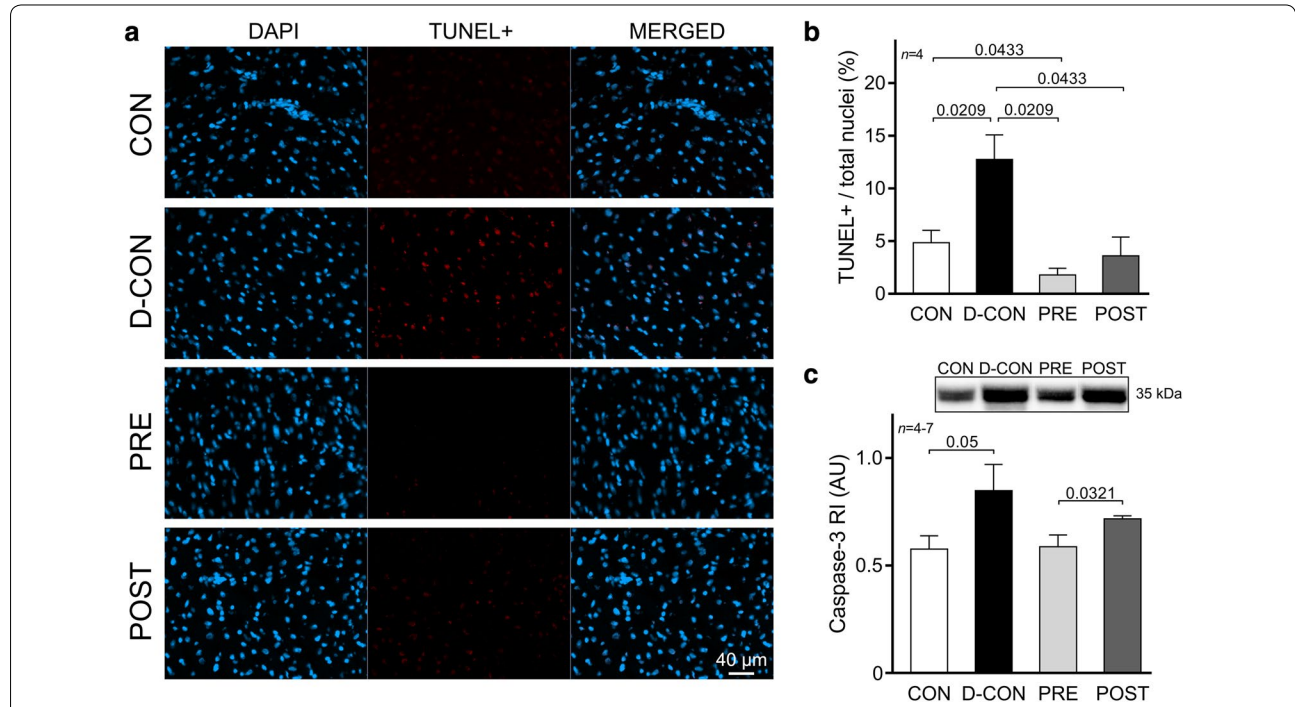 a
DAPI TUNEL+ MERGED
CON
D-CON
PRE
POST
40 µm
b
TUNEL+ / total nuclei (%)
n=4
0.0433
0.0433
0.0209 0.0209
20
15
10
5
0
CON D-CON PRE POST
c
CON D-CON PRE POST
35 kDa
Caspase-3 RI (AU)
n=4-7
0.05
0.0321
1.0
0.5
0
CON D-CON PRE POST